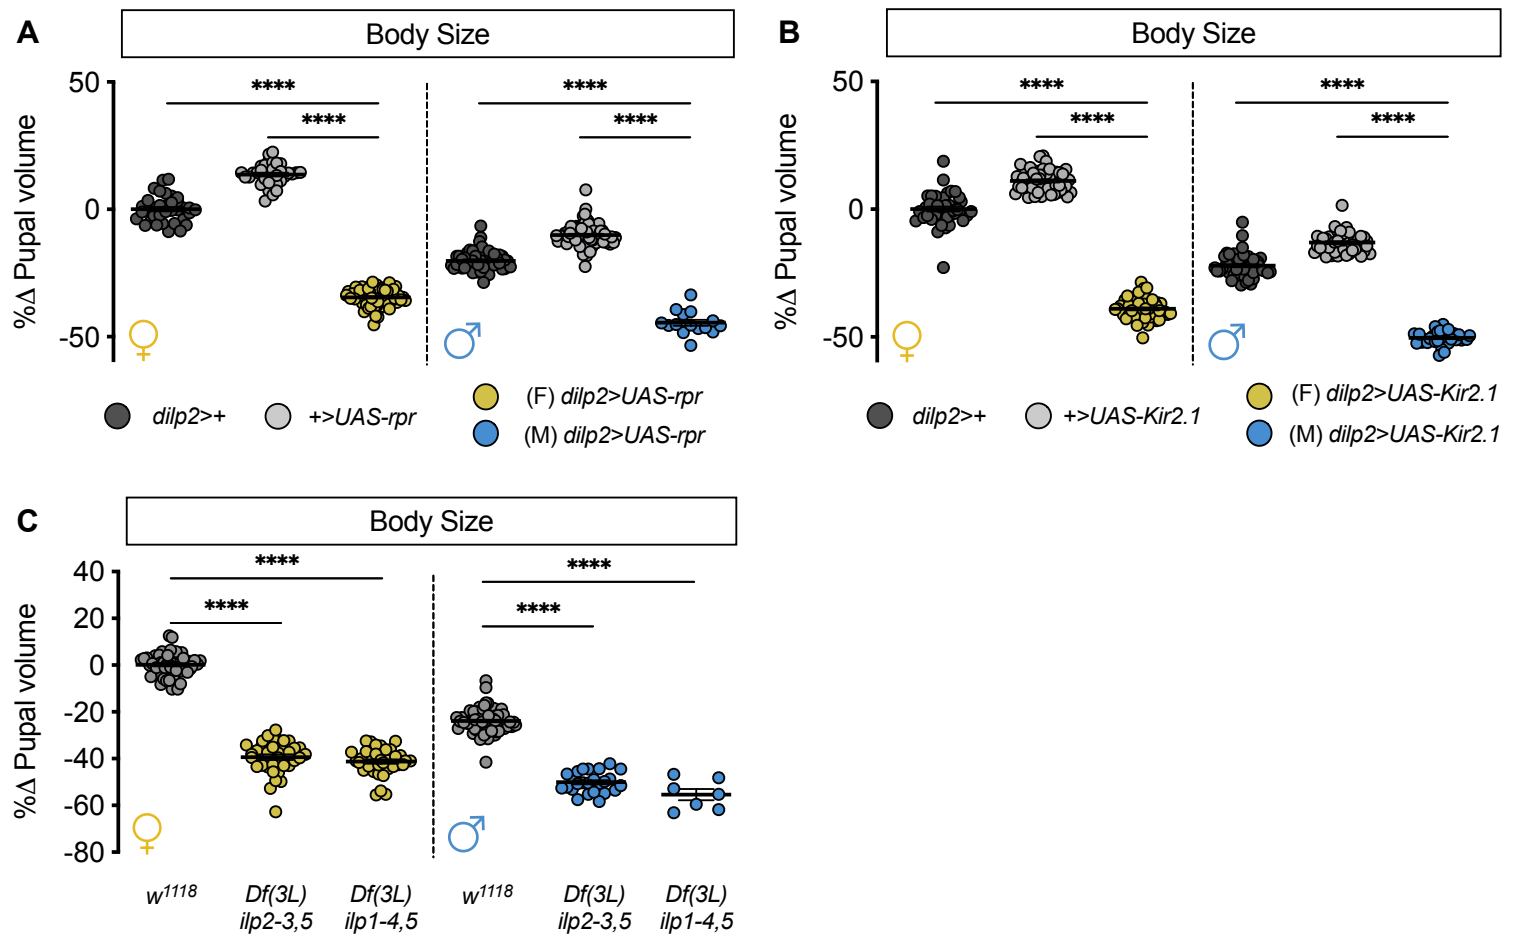 A
Body Size
50
0
-50
%Δ Pupal volume
****
****
****
****
♀
♂
dilp2>+
+>UAS-rpr
(F) dilp2>UAS-rpr
(M) dilp2>UAS-rpr
B
Body Size
50
0
-50
%Δ Pupal volume
****
****
****
****
♀
♂
dilp2>+
+>UAS-Kir2.1
(F) dilp2>UAS-Kir2.1
(M) dilp2>UAS-Kir2.1
C
Body Size
40
20
0
-20
-40
-60
-80
%Δ Pupal volume
****
****
****
****
♀
♂
w1118
Df(3L)
ilp2-3,5
Df(3L)
ilp1-4,5
w1118
Df(3L)
ilp2-3,5
Df(3L)
ilp1-4,5